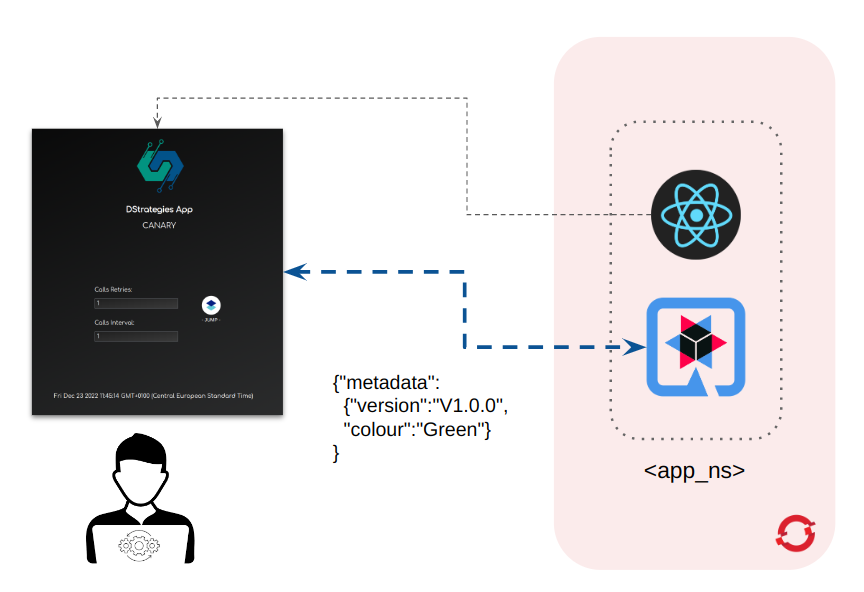 DStrategies App
CANARY
Calls Retries:
1
Calls Interval:
1
- JUMP -
Fri Dec 23 2022 11:45:14 GMT+0100 (Central European Standard Time)
{"metadata":
{"version":"V1.0.0",
"colour":"Green"}
}
<app_ns>